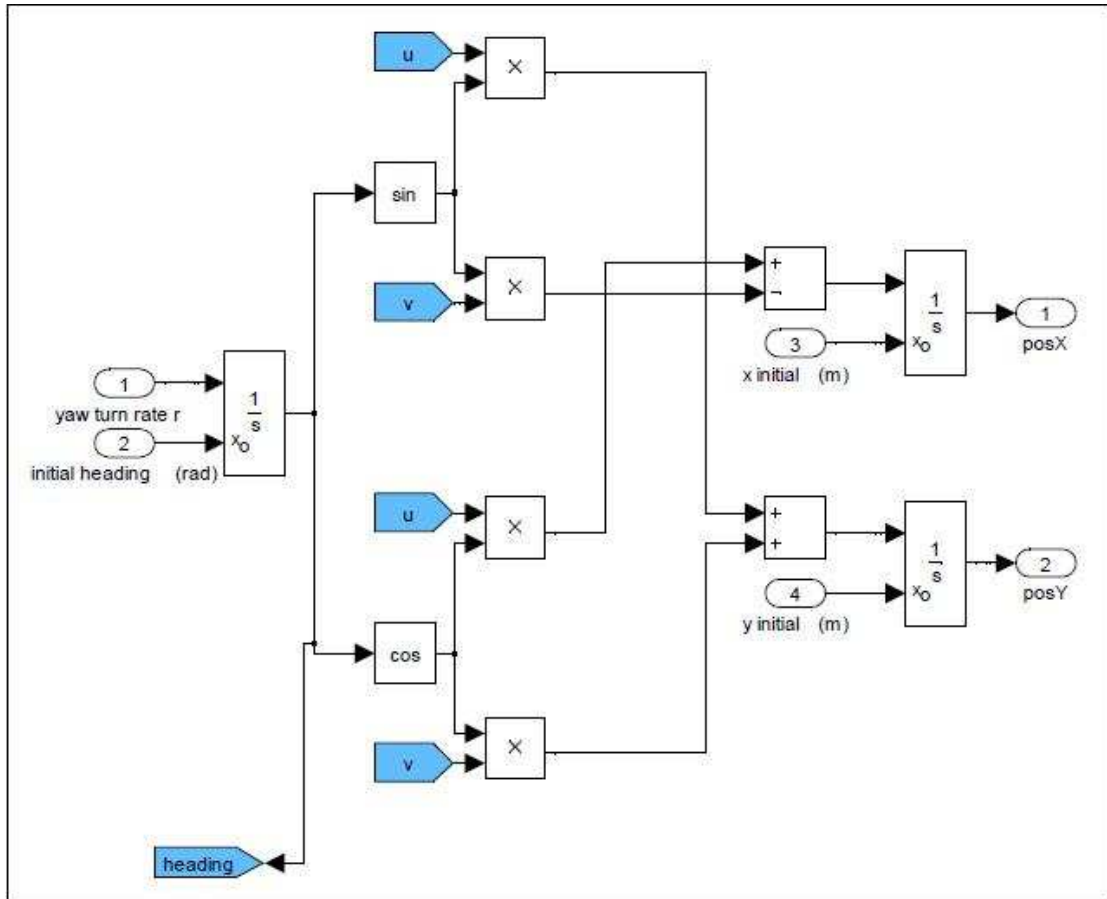 u
×
sin
v
×
+
−
1
s
x₀
1
posX
3
x initial (m)
1
yaw turn rate r
2
initial heading (rad)
1
s
x₀
u
×
+
+
1
s
x₀
2
posY
4
y initial (m)
cos
v
×
heading